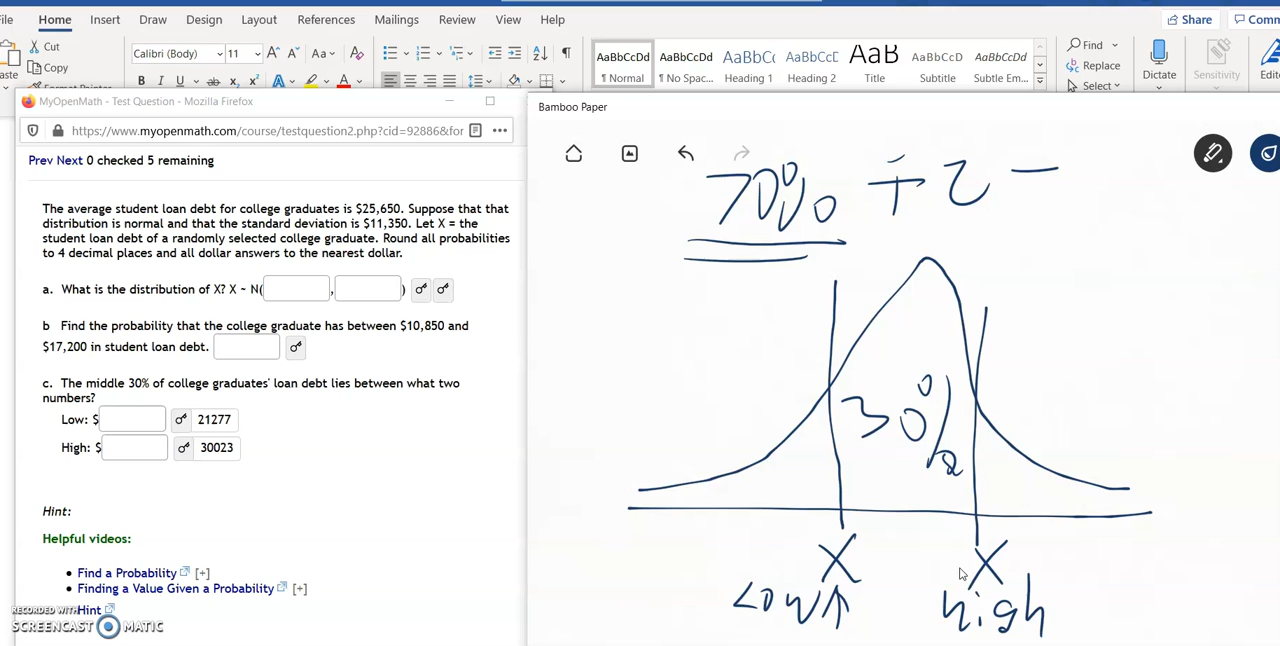 File Home Insert Draw Design Layout References Mailings Review View Help Share Comm
Cut Calibri (Body) 11 Aa Find
Copy B I U ab x₂ x² A A Replace
Select
AaBbCcDd AaBbCcDd AaBbCc AaBbCcC AaB AaBbCcD AaBbCcDd
¶ Normal ¶ No Spac... Heading 1 Heading 2 Title Subtitle Subtle Em...
Dictate Sensitivity Edito
MyOpenMath - Test Question - Mozilla Firefox
https://www.myopenmath.com/course/testquestion2.php?cid=92886&for
Prev Next 0 checked 5 remaining
The average student loan debt for college graduates is $25,650. Suppose that that
distribution is normal and that the standard deviation is $11,350. Let X = the
student loan debt of a randomly selected college graduate. Round all probabilities
to 4 decimal places and all dollar answers to the nearest dollar.
a. What is the distribution of X? X ~ N( , )
b Find the probability that the college graduate has between $10,850 and
$17,200 in student loan debt.
c. The middle 30% of college graduates' loan debt lies between what two
numbers?
Low: $ 21277
High: $ 30023
Hint:
Helpful videos:
• Find a Probability [+]
• Finding a Value Given a Probability [+]
Hint
RECORDED WITH
SCREENCAST MATIC
Bamboo Paper
70% ÷ 2 -
30%
X X
Low high